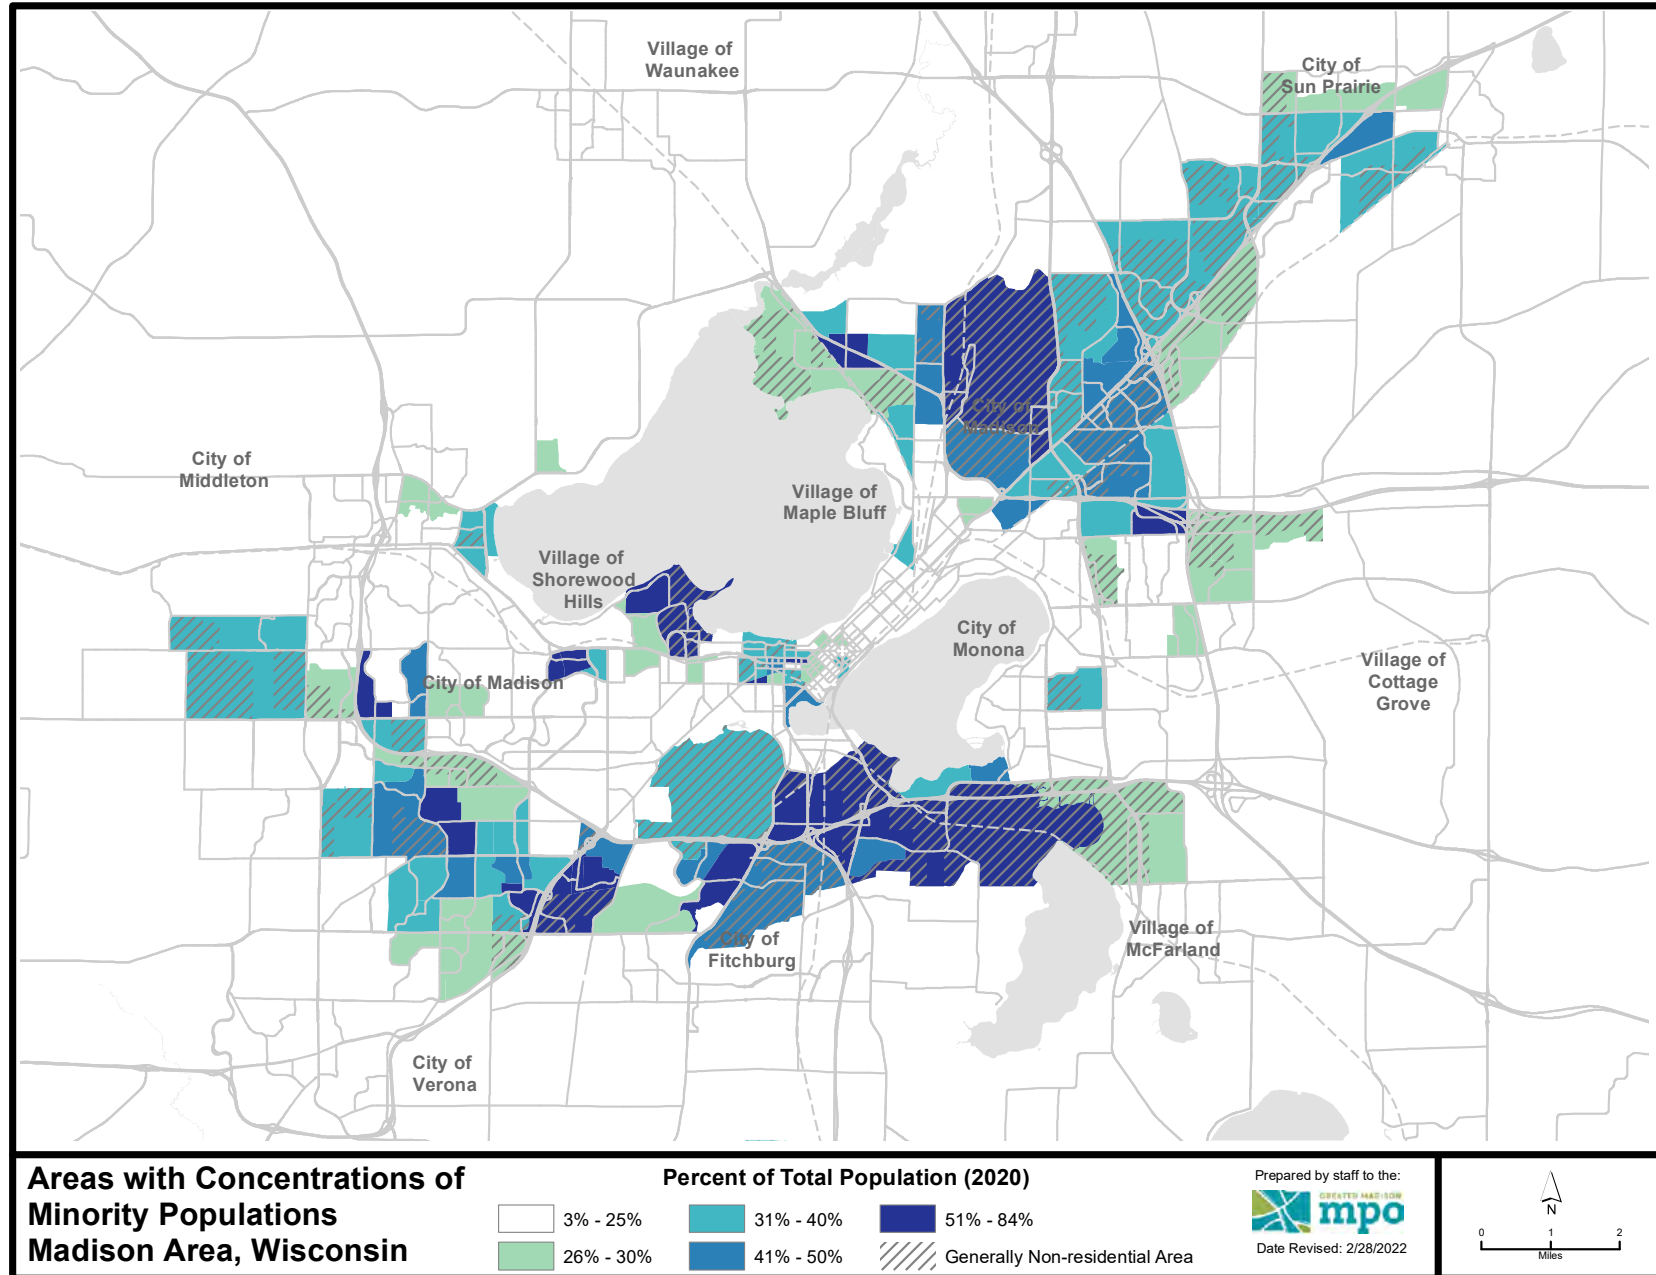 Village of
Waunakee
City of
Sun Prairie
City of
Madison
City of
Middleton
Village of
Maple Bluff
Village of
Shorewood
Hills
City of
Monona
Village of
Cottage
Grove
City of Madison
City of
Fitchburg
Village of
McFarland
City of
Verona
Areas with Concentrations of
Minority Populations
Madison Area, Wisconsin
Percent of Total Population (2020)
3% - 25%
26% - 30%
31% - 40%
41% - 50%
51% - 84%
Generally Non-residential Area
Prepared by staff to the:
GREATER MADISON
mpo
Date Revised: 2/28/2022
N
0 1 2
Miles